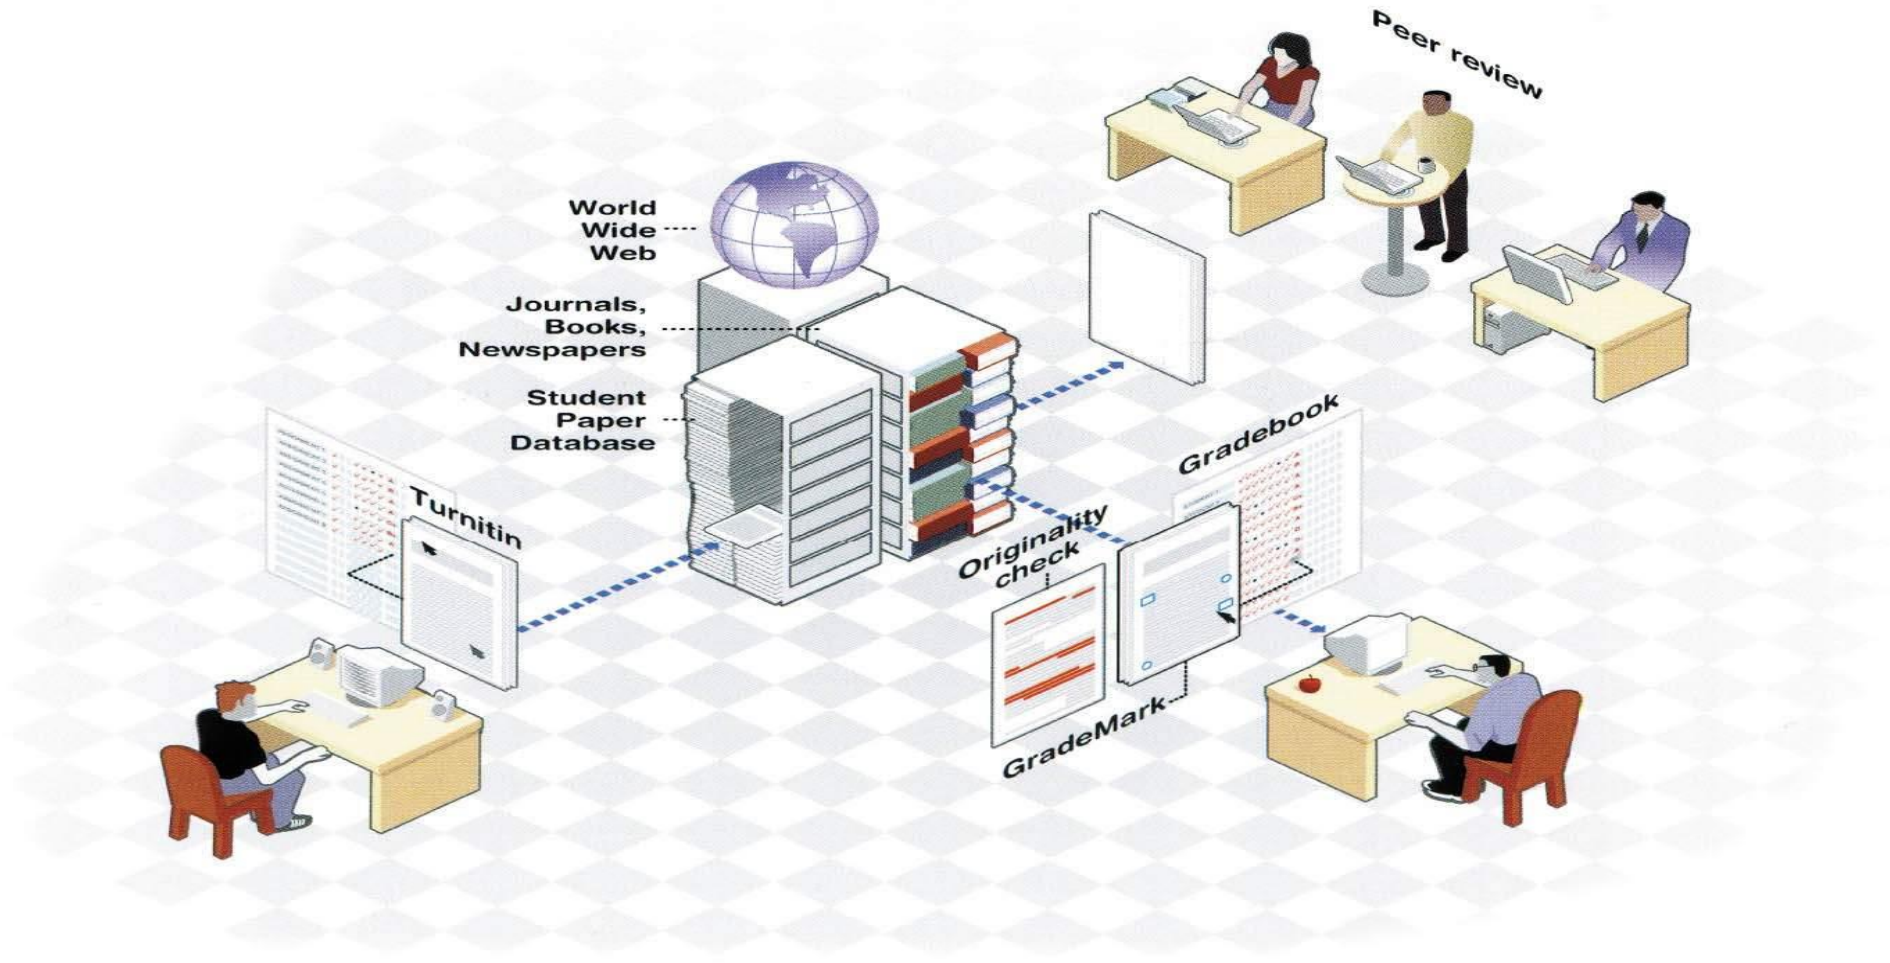 Peer review
World
Wide
Web
Journals,
Books,
Newspapers
Student
Paper
Database
Gradebook
Turnitin
Originality
check
GradeMark